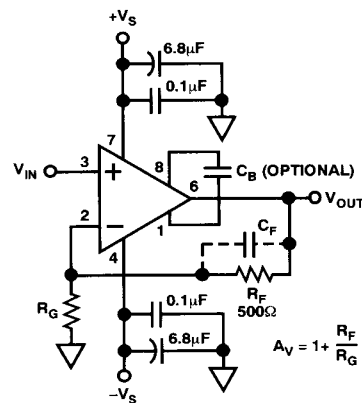 +VS
6.8µF
0.1µF
7
VIN
3
+
8
CB (OPTIONAL)
6
VOUT
2
−
1
4
CF
RF
500Ω
RG
0.1µF
6.8µF
AV = 1+ RF
RG
−VS